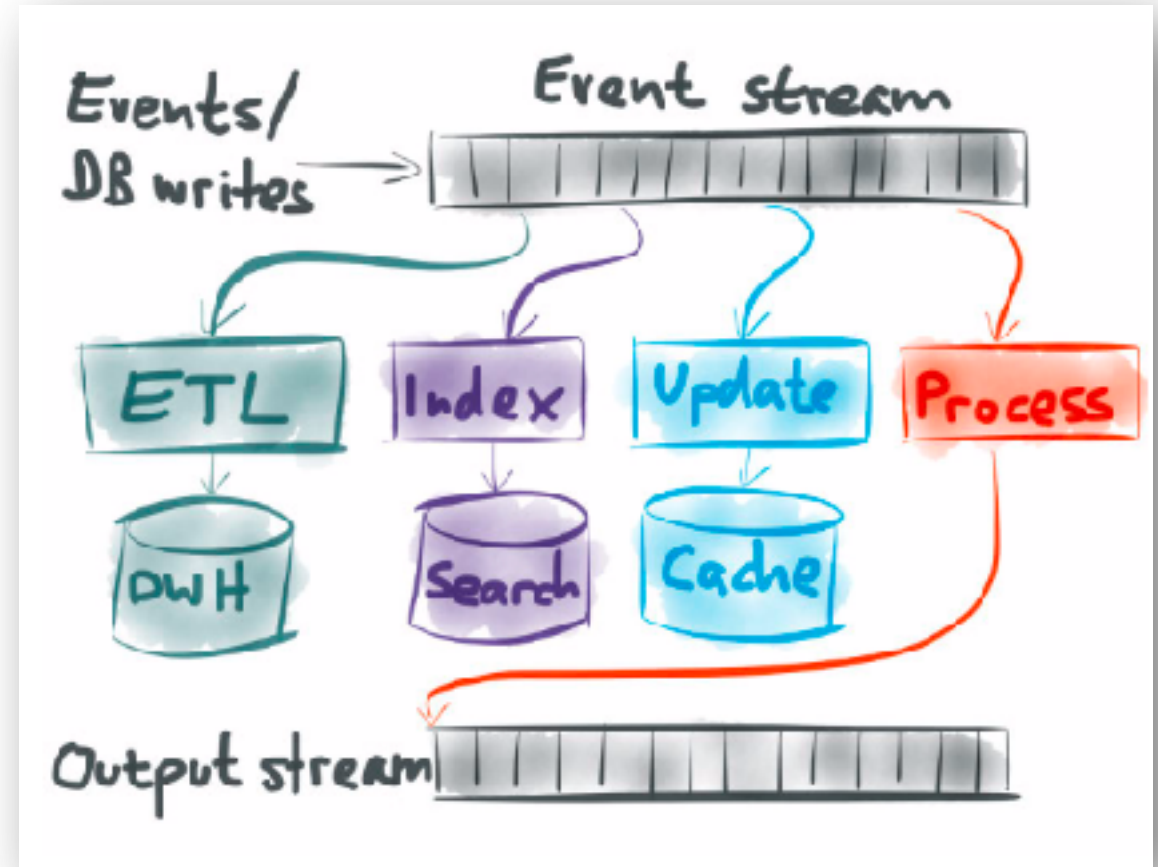 Events/
DB writes
Event stream
ETL
Index
Update
Process
DWH
Search
Cache
Output stream